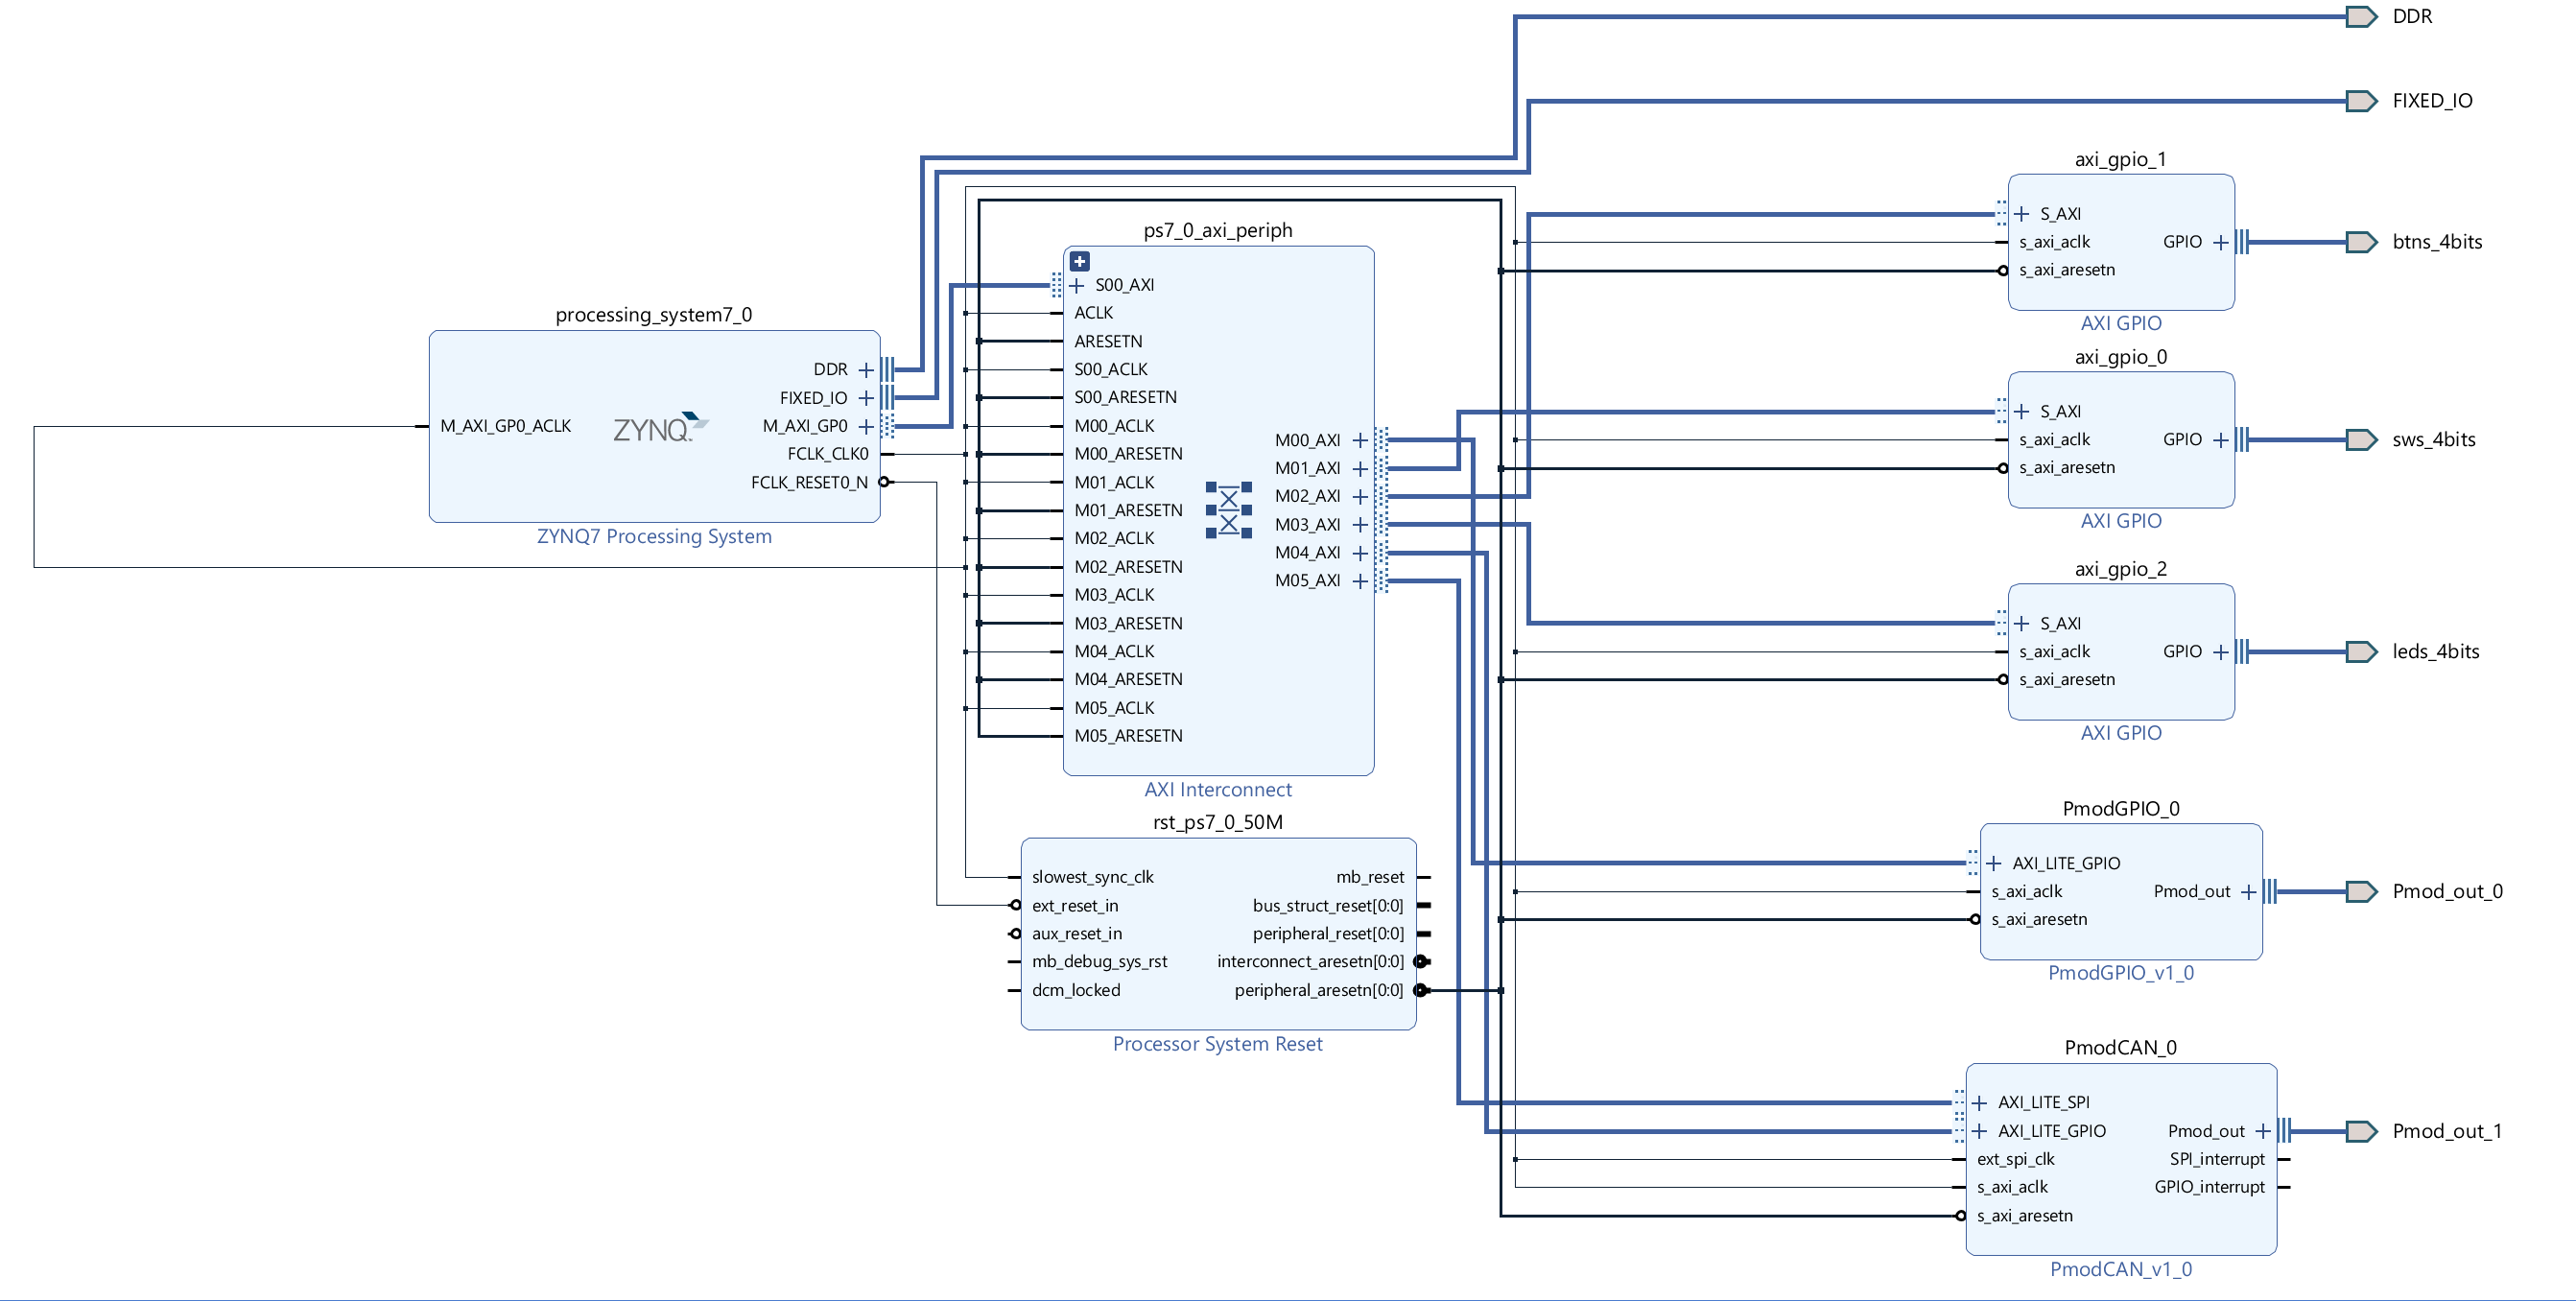 DDR
FIXED_IO
processing_system7_0
M_AXI_GP0_ACLK
ZYNQ
DDR
FIXED_IO
M_AXI_GP0
FCLK_CLK0
FCLK_RESET0_N
ZYNQ7 Processing System
ps7_0_axi_periph
S00_AXI
ACLK
ARESETN
S00_ACLK
S00_ARESETN
M00_ACLK
M00_ARESETN
M01_ACLK
M01_ARESETN
M02_ACLK
M02_ARESETN
M03_ACLK
M03_ARESETN
M04_ACLK
M04_ARESETN
M05_ACLK
M05_ARESETN
M00_AXI
M01_AXI
M02_AXI
M03_AXI
M04_AXI
M05_AXI
AXI Interconnect
rst_ps7_0_50M
slowest_sync_clk
ext_reset_in
aux_reset_in
mb_debug_sys_rst
dcm_locked
mb_reset
bus_struct_reset[0:0]
peripheral_reset[0:0]
interconnect_aresetn[0:0]
peripheral_aresetn[0:0]
Processor System Reset
axi_gpio_1
S_AXI
s_axi_aclk
s_axi_aresetn
GPIO
btns_4bits
AXI GPIO
axi_gpio_0
S_AXI
s_axi_aclk
s_axi_aresetn
GPIO
sws_4bits
AXI GPIO
axi_gpio_2
S_AXI
s_axi_aclk
s_axi_aresetn
GPIO
leds_4bits
AXI GPIO
PmodGPIO_0
AXI_LITE_GPIO
s_axi_aclk
s_axi_aresetn
Pmod_out
Pmod_out_0
PmodGPIO_v1_0
PmodCAN_0
AXI_LITE_SPI
AXI_LITE_GPIO
ext_spi_clk
s_axi_aclk
s_axi_aresetn
Pmod_out
SPI_interrupt
GPIO_interrupt
Pmod_out_1
PmodCAN_v1_0